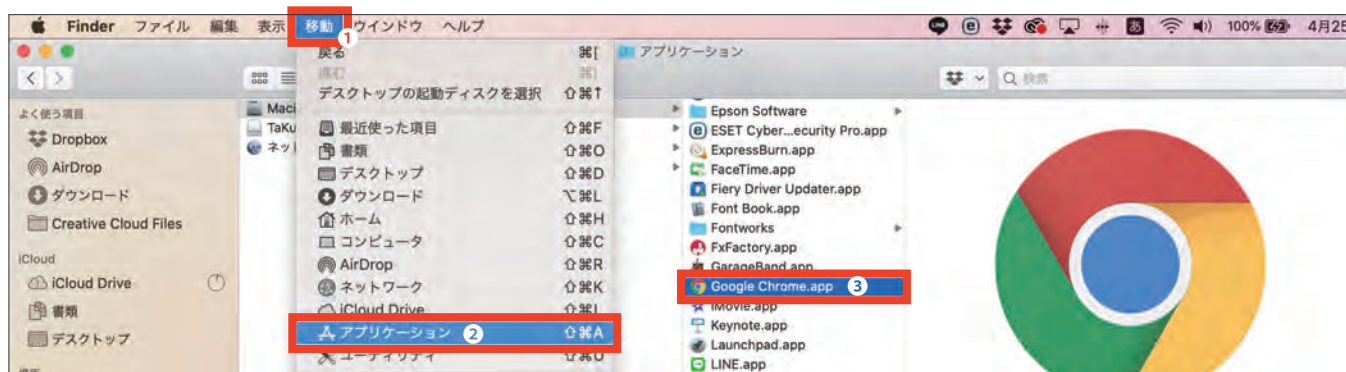 Finder ファイル 編集 表示 移動 ウインドウ ヘルプ 100% 4月25
1
アプリケーション
検索
よく使う項目
Dropbox
AirDrop
ダウンロード
Creative Cloud Files
iCloud
iCloud Drive
書類
デスクトップ
Maci
TaKu
ネッ
戻る ⌘[
進む ⌘]
デスクトップの起動ディスクを選択 ⇧⌘↑
最近使った項目 ⇧⌘F
書類 ⇧⌘O
デスクトップ ⇧⌘D
ダウンロード ⌥⌘L
ホーム ⇧⌘H
コンピュータ ⇧⌘C
AirDrop ⇧⌘R
ネットワーク ⇧⌘K
iCloud Drive ⇧⌘I
アプリケーション 2 ⇧⌘A
ユーティリティ ⇧⌘U
Epson Software
ESET Cyber...ecurity Pro.app
ExpressBurn.app
FaceTime.app
Fiery Driver Updater.app
Font Book.app
Fontworks
FxFactory.app
GarageBand.app
Google Chrome.app 3
iMovie.app
Keynote.app
Launchpad.app
LINE.app